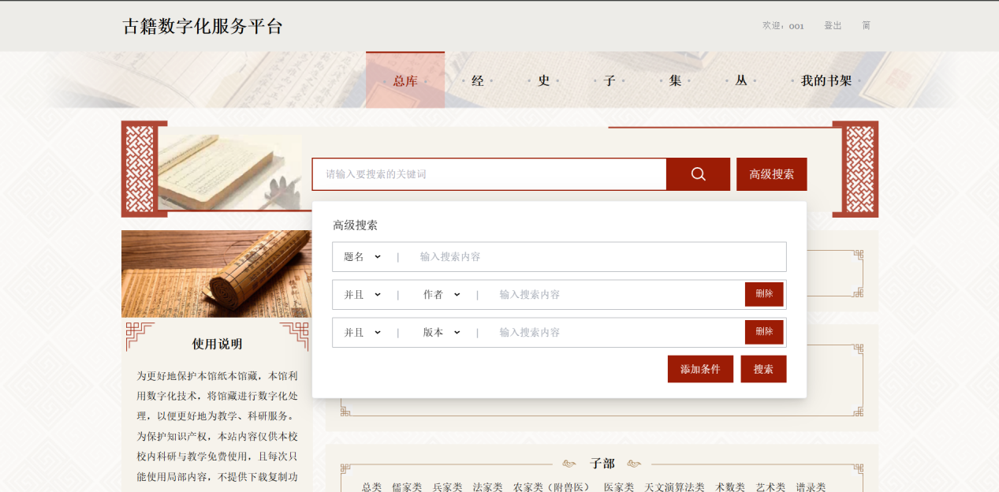 古籍数字化服务平台
欢迎：001 登出 简
总库 经 史 子 集 丛 我的书架
请输入要搜索的关键词 高级搜索
高级搜索
题名 | 输入搜索内容
并且 | 作者 | 输入搜索内容 删除
并且 | 版本 | 输入搜索内容 删除
添加条件 搜索
使用说明
为更好地保护本馆纸本馆藏，本馆利
用数字化技术，将馆藏进行数字化处
理，以便更好地为教学、科研服务。
为保护知识产权，本站内容仅供本校
校内科研与教学免费使用，且每次只
能使用局部内容，不提供下载复制功
子部
总类 儒家类 兵家类 法家类 农家类（附兽医） 医家类 天文演算法类 术数类 艺术类 谱录类